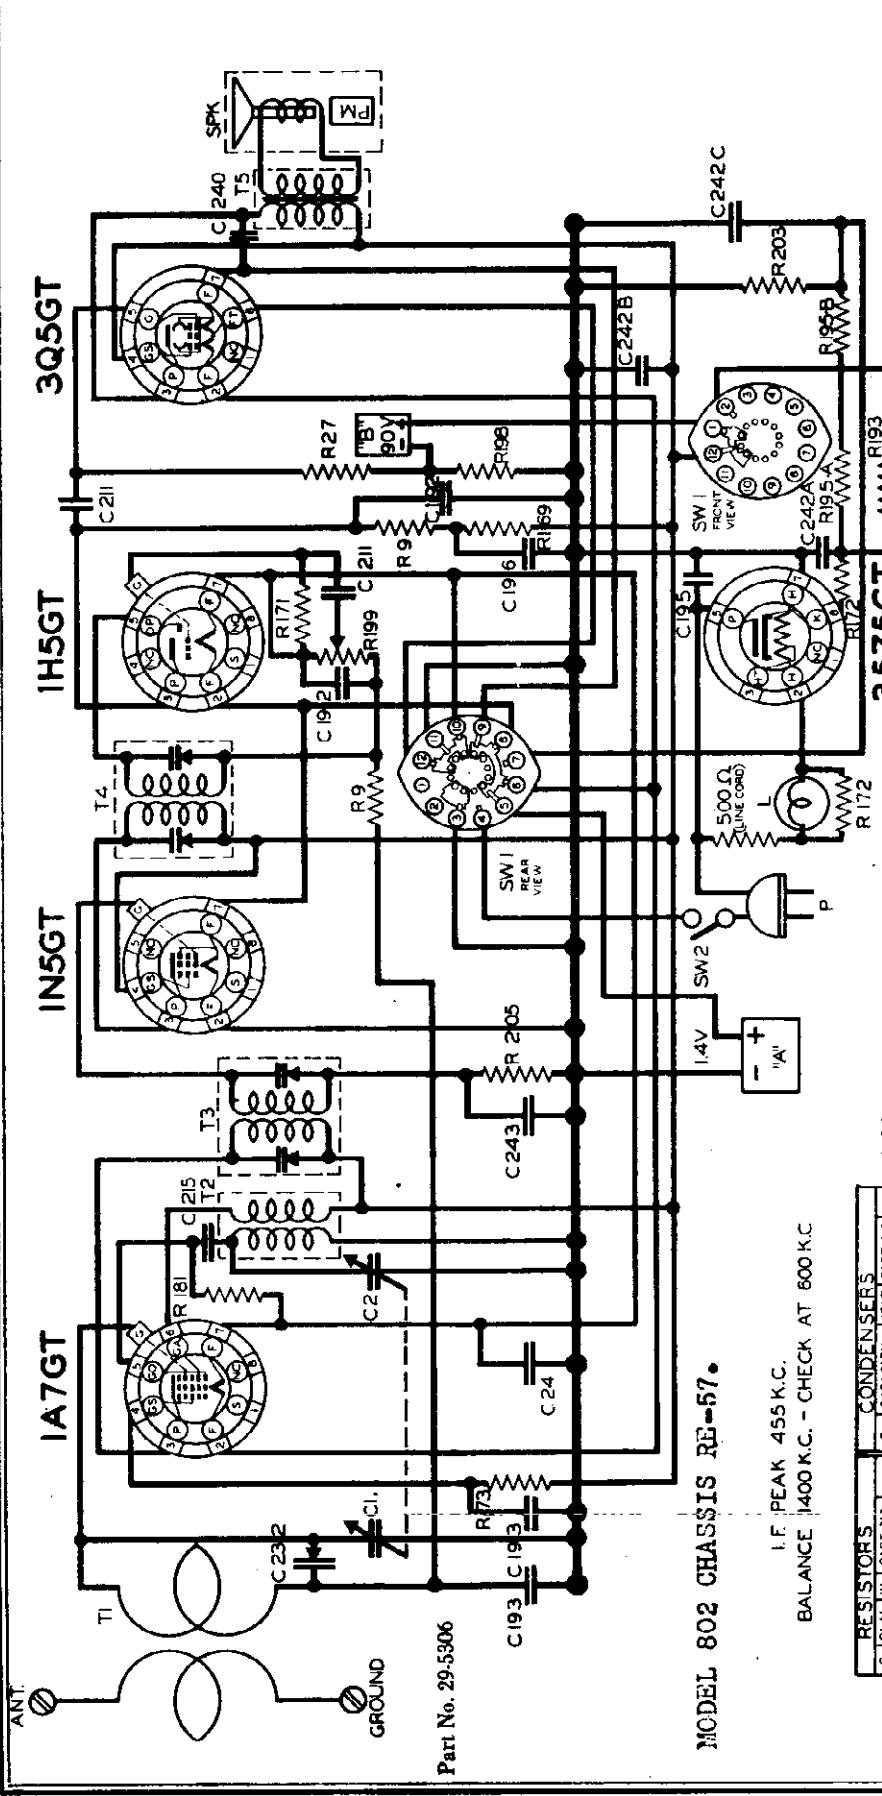 1A7GT
1N5GT
1H5GT
3Q5GT
ANT.
GROUND
T1
C232
C1.
C193
C193
R173
R181
C215
T2
C2
C24
T3
C243
R205
T4
R9
C192
R171
C211
R199
C211
R27
"B"
90V
C192
R198
R9
R169
C196
C240
T5
SPK
PM
C242B
C242C
R203
R195B
R195-A
C242A
R193
R172
C195
SW1
FRONT
VIEW
SW1
REAR
VIEW
SW2
P
500Ω
(LINE CORD)
L
R172
1.4V
- +
"A"
Part No. 29-5306
MODEL 802 CHASSIS RE-57.
I.F. PEAK 455 K.C.
BALANCE 1400 K.C. - CHECK AT 600 K.C
RESISTORS
CONDENSERS